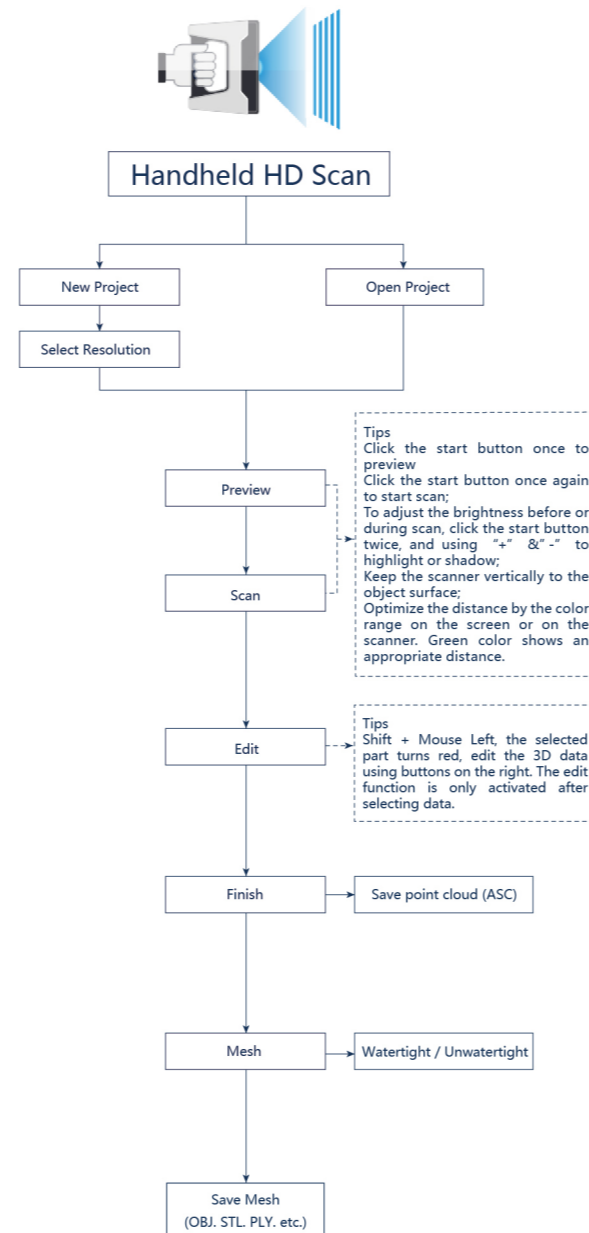 Handheld HD Scan
New Project
Open Project
Select Resolution
Preview
Tips
Click the start button once to
preview
Click the start button once again
to start scan;
To adjust the brightness before or
during scan, click the start button
twice, and using “+” &” -” to
highlight or shadow;
Keep the scanner vertically to the
object surface;
Optimize the distance by the color
range on the screen or on the
scanner. Green color shows an
appropriate distance.
Scan
Edit
Tips
Shift + Mouse Left, the selected
part turns red, edit the 3D data
using buttons on the right. The edit
function is only activated after
selecting data.
Finish
Save point cloud (ASC)
Mesh
Watertight / Unwatertight
Save Mesh
(OBJ. STL. PLY. etc.)